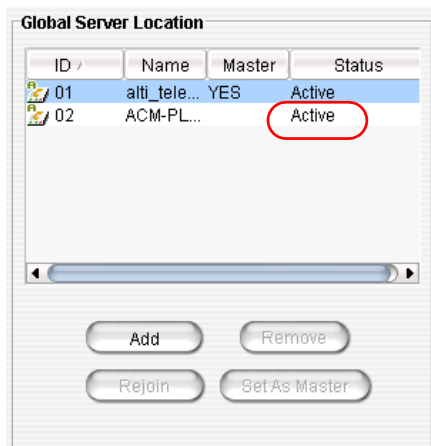 Global Server Location
ID Name Master Status
01 alti_tele... YES Active
02 ACM-PL... Active
Add Remove
Rejoin Set As Master